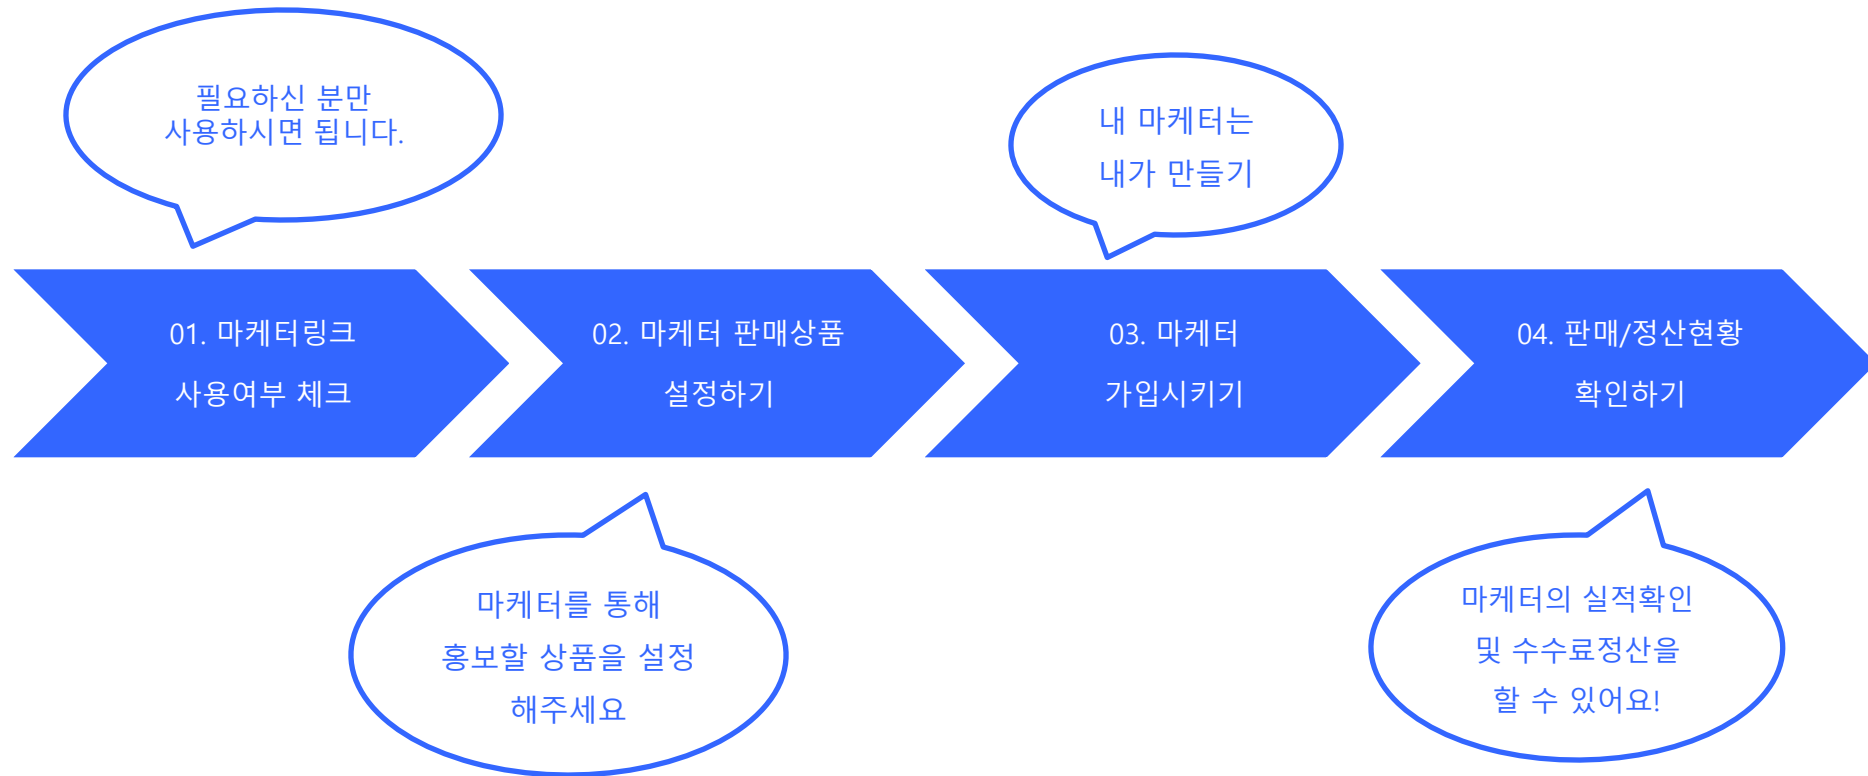 필요하신 분만
사용하시면 됩니다.
내 마케터는
내가 만들기
01. 마케터링크
사용여부 체크
02. 마케터 판매상품
설정하기
03. 마케터
가입시키기
04. 판매/정산현황
확인하기
마케터를 통해
홍보할 상품을 설정
해주세요
마케터의 실적확인
및 수수료정산을
할 수 있어요!